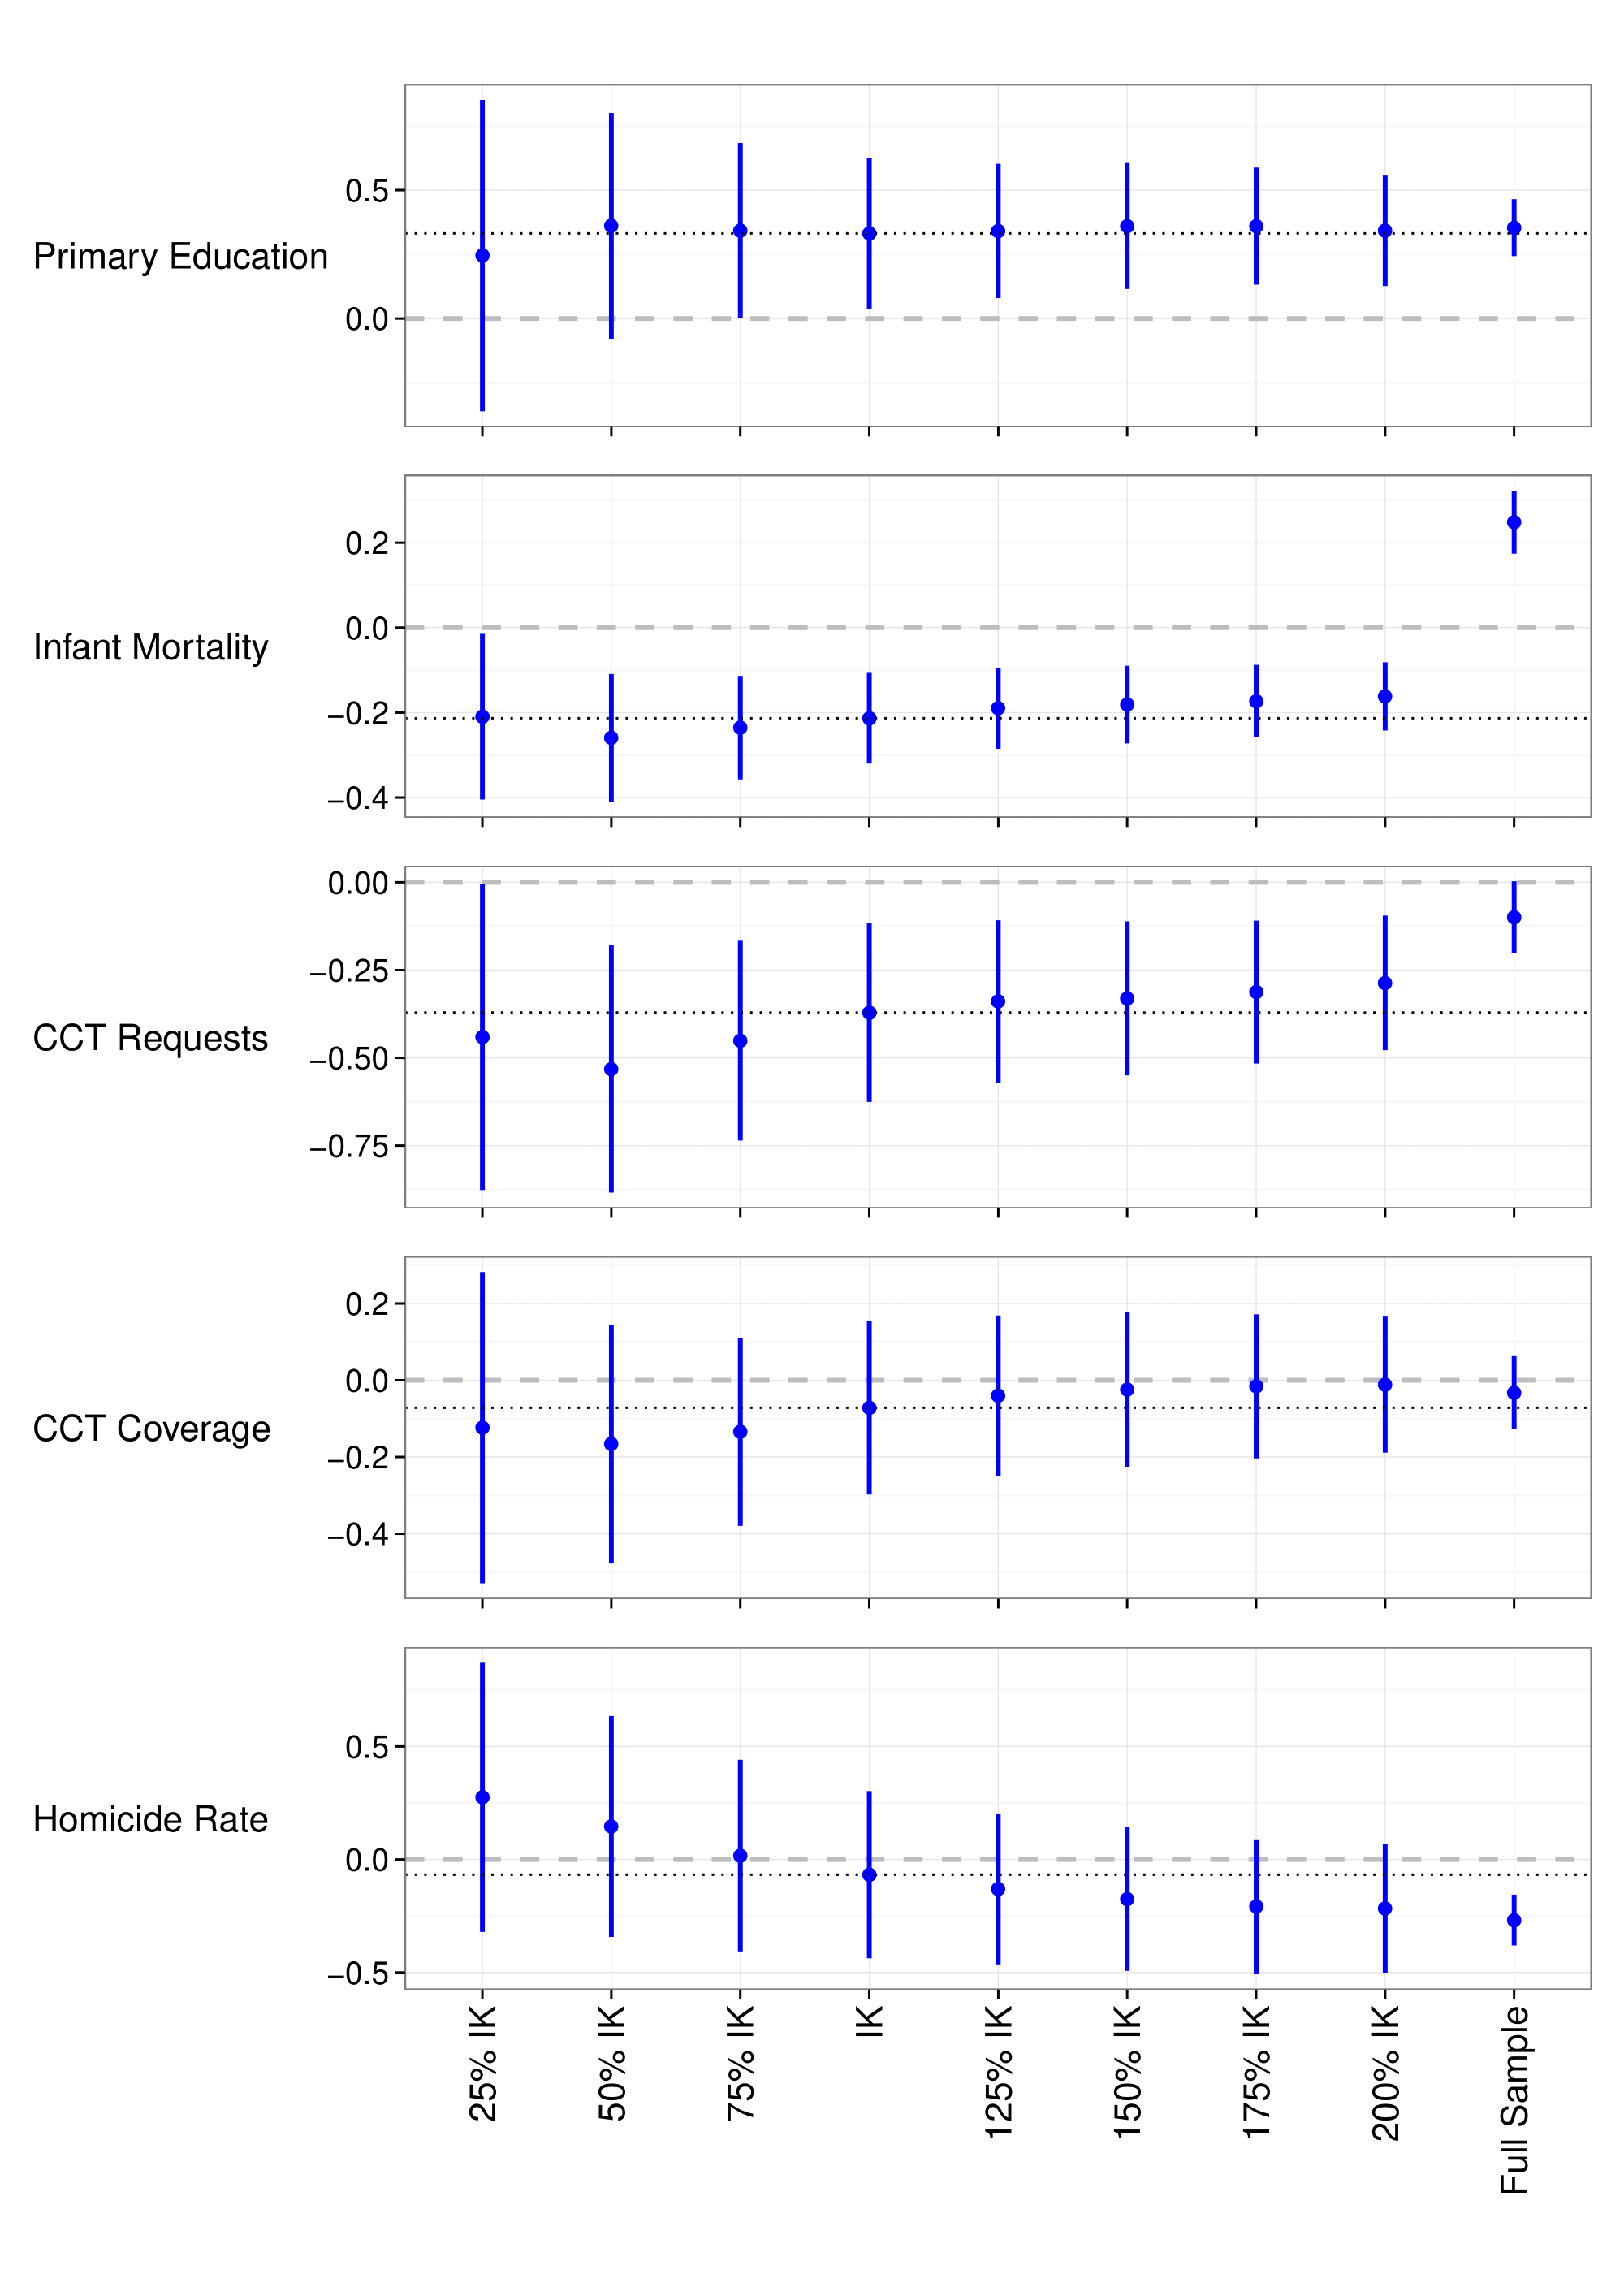 Primary Education
0.5
0.0
Infant Mortality
0.2
0.0
−0.2
−0.4
CCT Requests
0.00
−0.25
−0.50
−0.75
CCT Coverage
0.2
0.0
−0.2
−0.4
Homicide Rate
0.5
0.0
−0.5
25% IK
50% IK
75% IK
IK
125% IK
150% IK
175% IK
200% IK
Full Sample